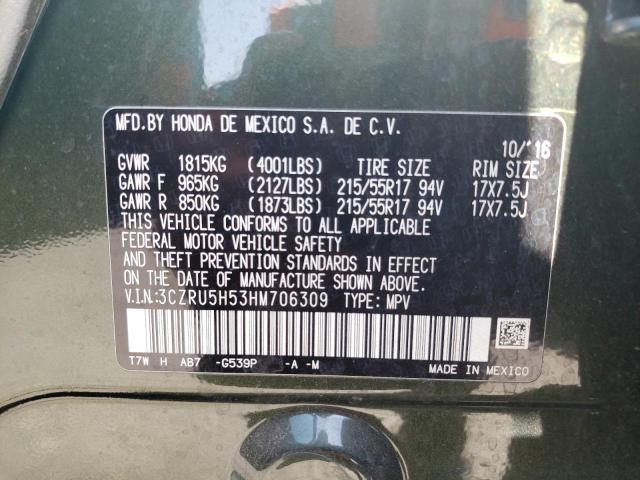 MFD. BY HONDA DE MEXICO S.A. DE C.V.
10/'16
GVWR 1815KG (4001LBS) TIRE SIZE RIM SIZE
GAWR F 965KG (2127LBS) 215/55R17 94V 17X7.5J
GAWR R 850KG (1873LBS) 215/55R17 94V 17X7.5J
THIS VEHICLE CONFORMS TO ALL APPLICABLE
FEDERAL MOTOR VEHICLE SAFETY
AND THEFT PREVENTION STANDARDS IN EFFECT
ON THE DATE OF MANUFACTURE SHOWN ABOVE.
V.I.N:3CZRU5H53HM706309 TYPE: MPV
T7W H AB7 -G539P -A -M
MADE IN MEXICO